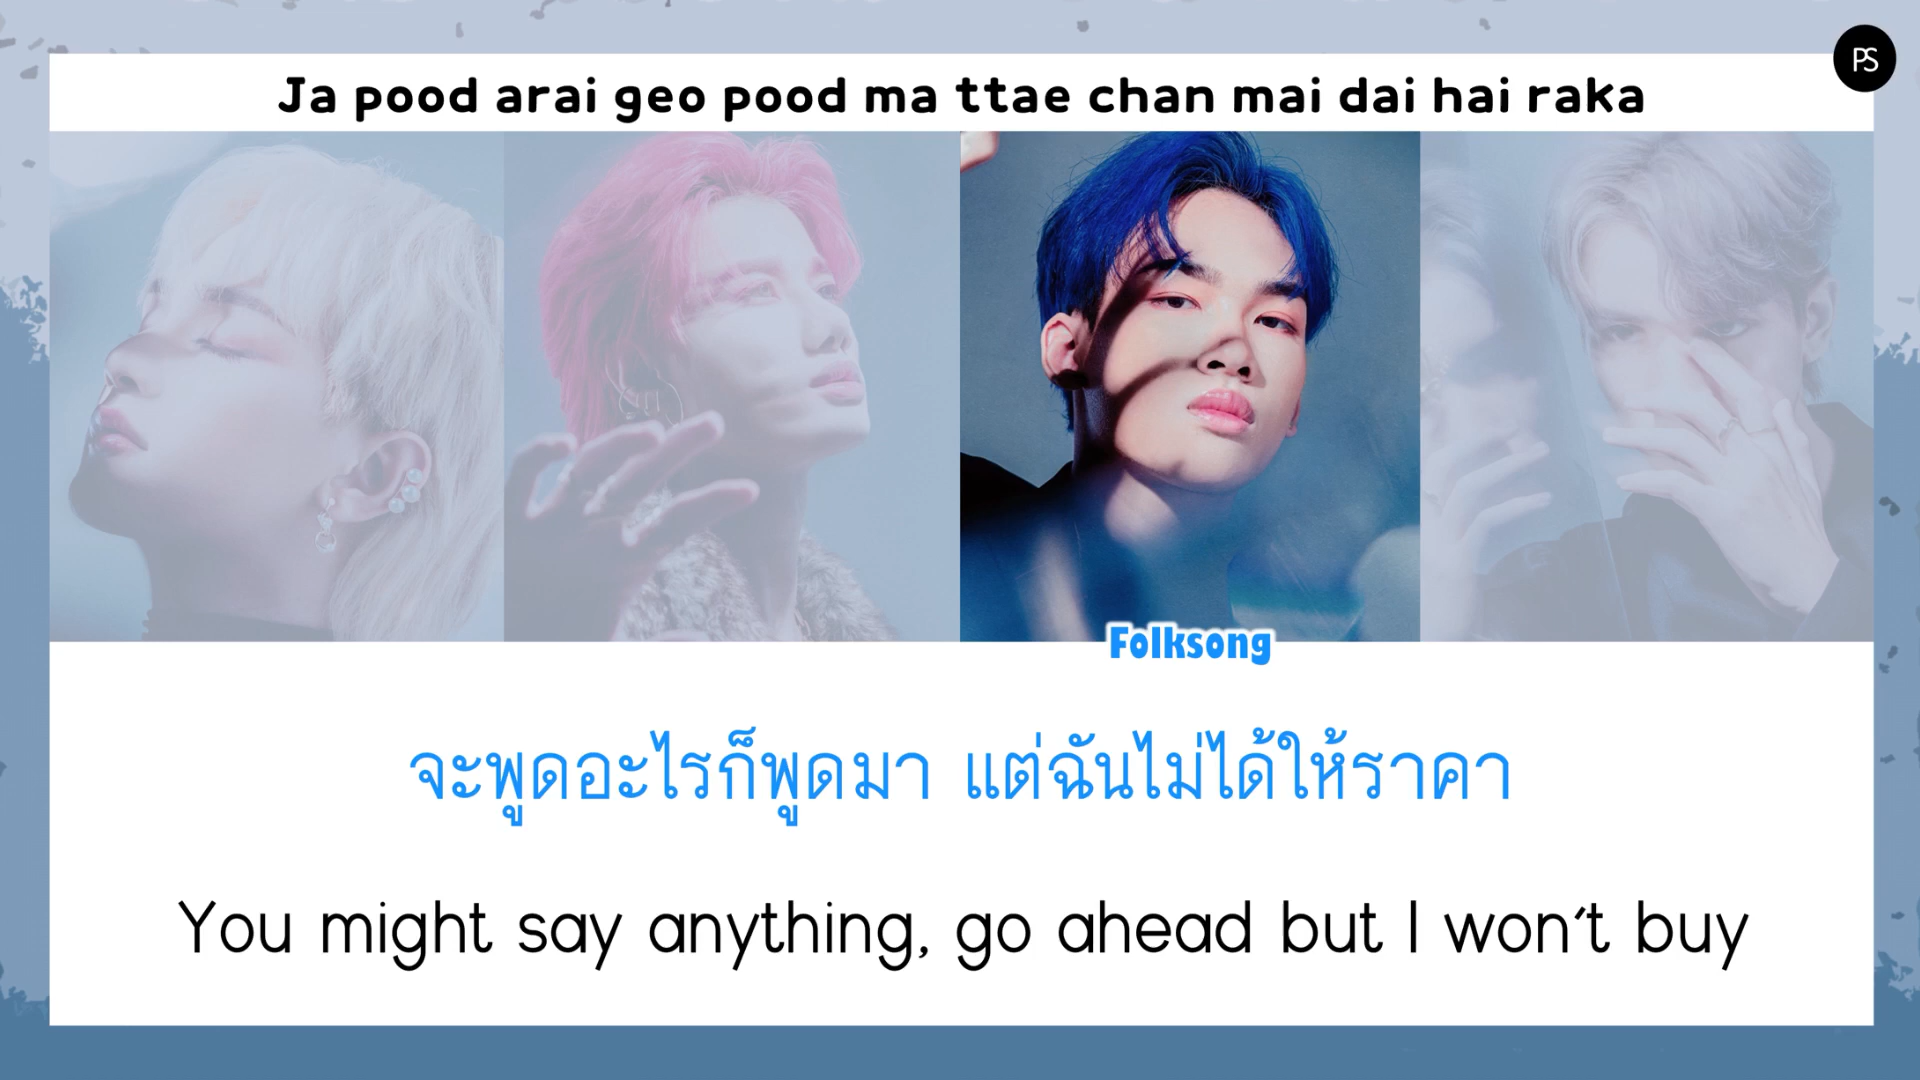 PS
Ja pood arai geo pood ma ttae chan mai dai hai raka
Folksong
จะพูดอะไรก็พูดมา แต่ฉันไม่ได้ให้ราคา
You might say anything, go ahead but I won't buy